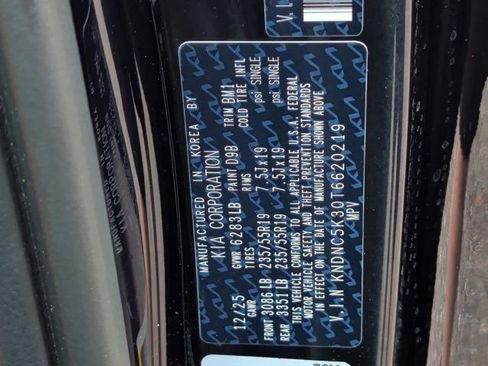 MANUFACTURED IN KOREA BY
KIA CORPORATION
12/25 GVWR 6283LB PAINT D9B TRIM BM1
GAWR TIRES RIMS COLD TIRE INFL
FRONT 3086LB 235/55R19 7.5JX19 psi SINGLE
REAR 3351LB 235/55R19 7.5JX19 psi SINGLE
THIS VEHICLE CONFORMS TO ALL APPLICABLE U.S.A. FEDERAL
MOTOR VEHICLE SAFETY AND THEFT PREVENTION STANDARDS
IN EFFECT ON THE DATE OF MANUFACTURE SHOWN ABOVE.
V.I.N KNDNC5K30T6620219
MPV